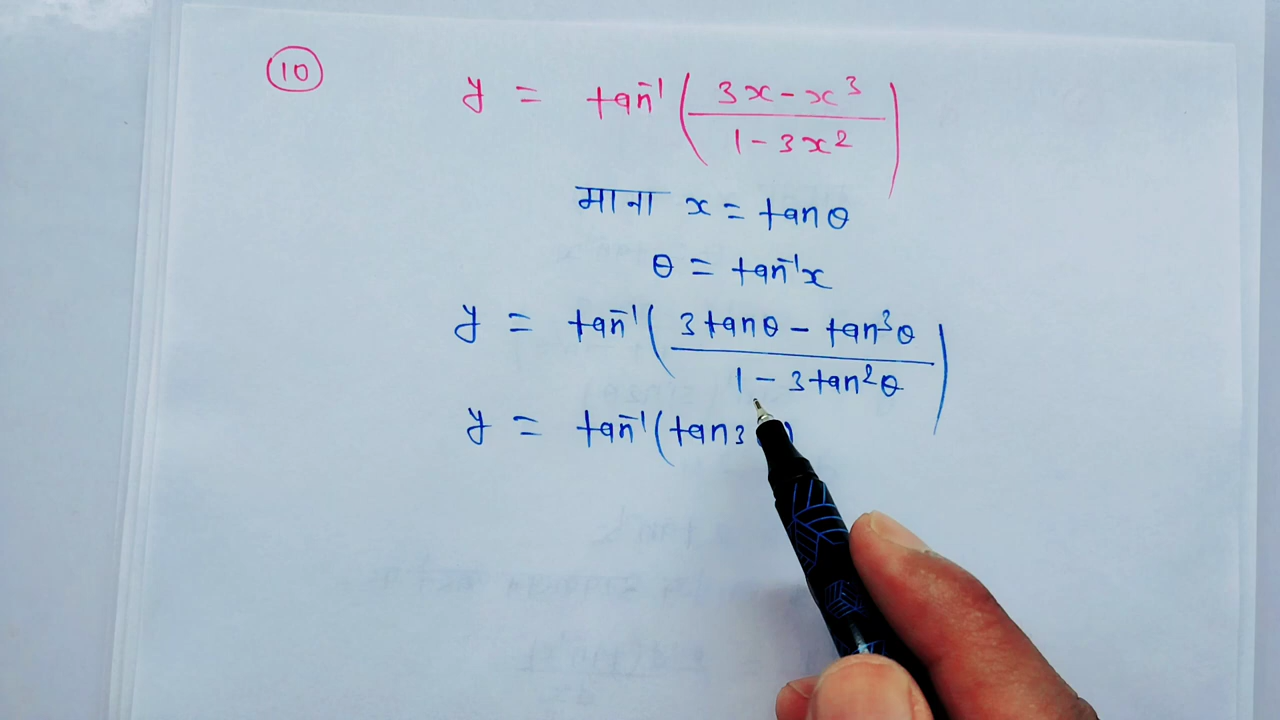 10
y = tan⁻¹(3x-x³ / 1-3x²)
माना x = tanθ
θ = tan⁻¹x
y = tan⁻¹(3tanθ - tan³θ / 1 - 3tan²θ)
y = tan⁻¹(tan3